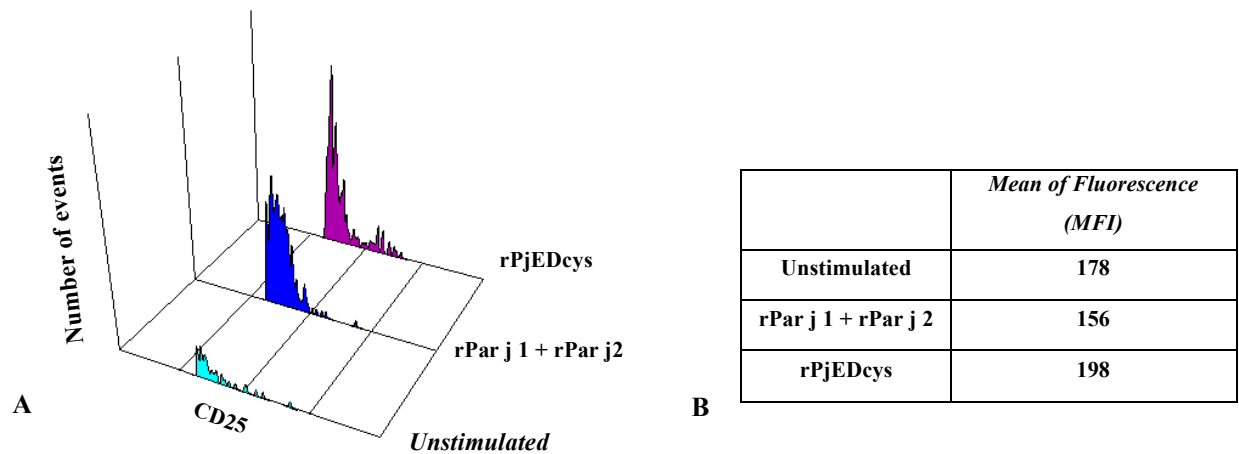 Number of events
rPjEDcys
rPar j 1 + rPar j2
Unstimulated
CD25
A
B
Mean of Fluorescence
(MFI)
Unstimulated 178
rPar j 1 + rPar j 2 156
rPjEDcys 198